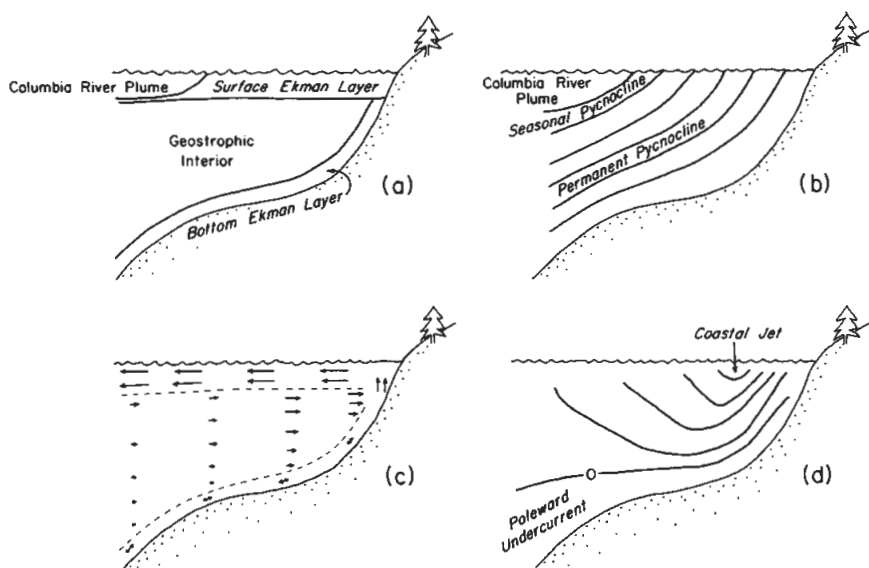 Columbia River Plume
Surface Ekman Layer
Geostrophic
Interior
Bottom Ekman Layer
(a)
Columbia River
Plume
Seasonal Pycnocline
Permanent Pycnocline
(b)
(c)
Coastal Jet
O
Poleward
Undercurrent
(d)